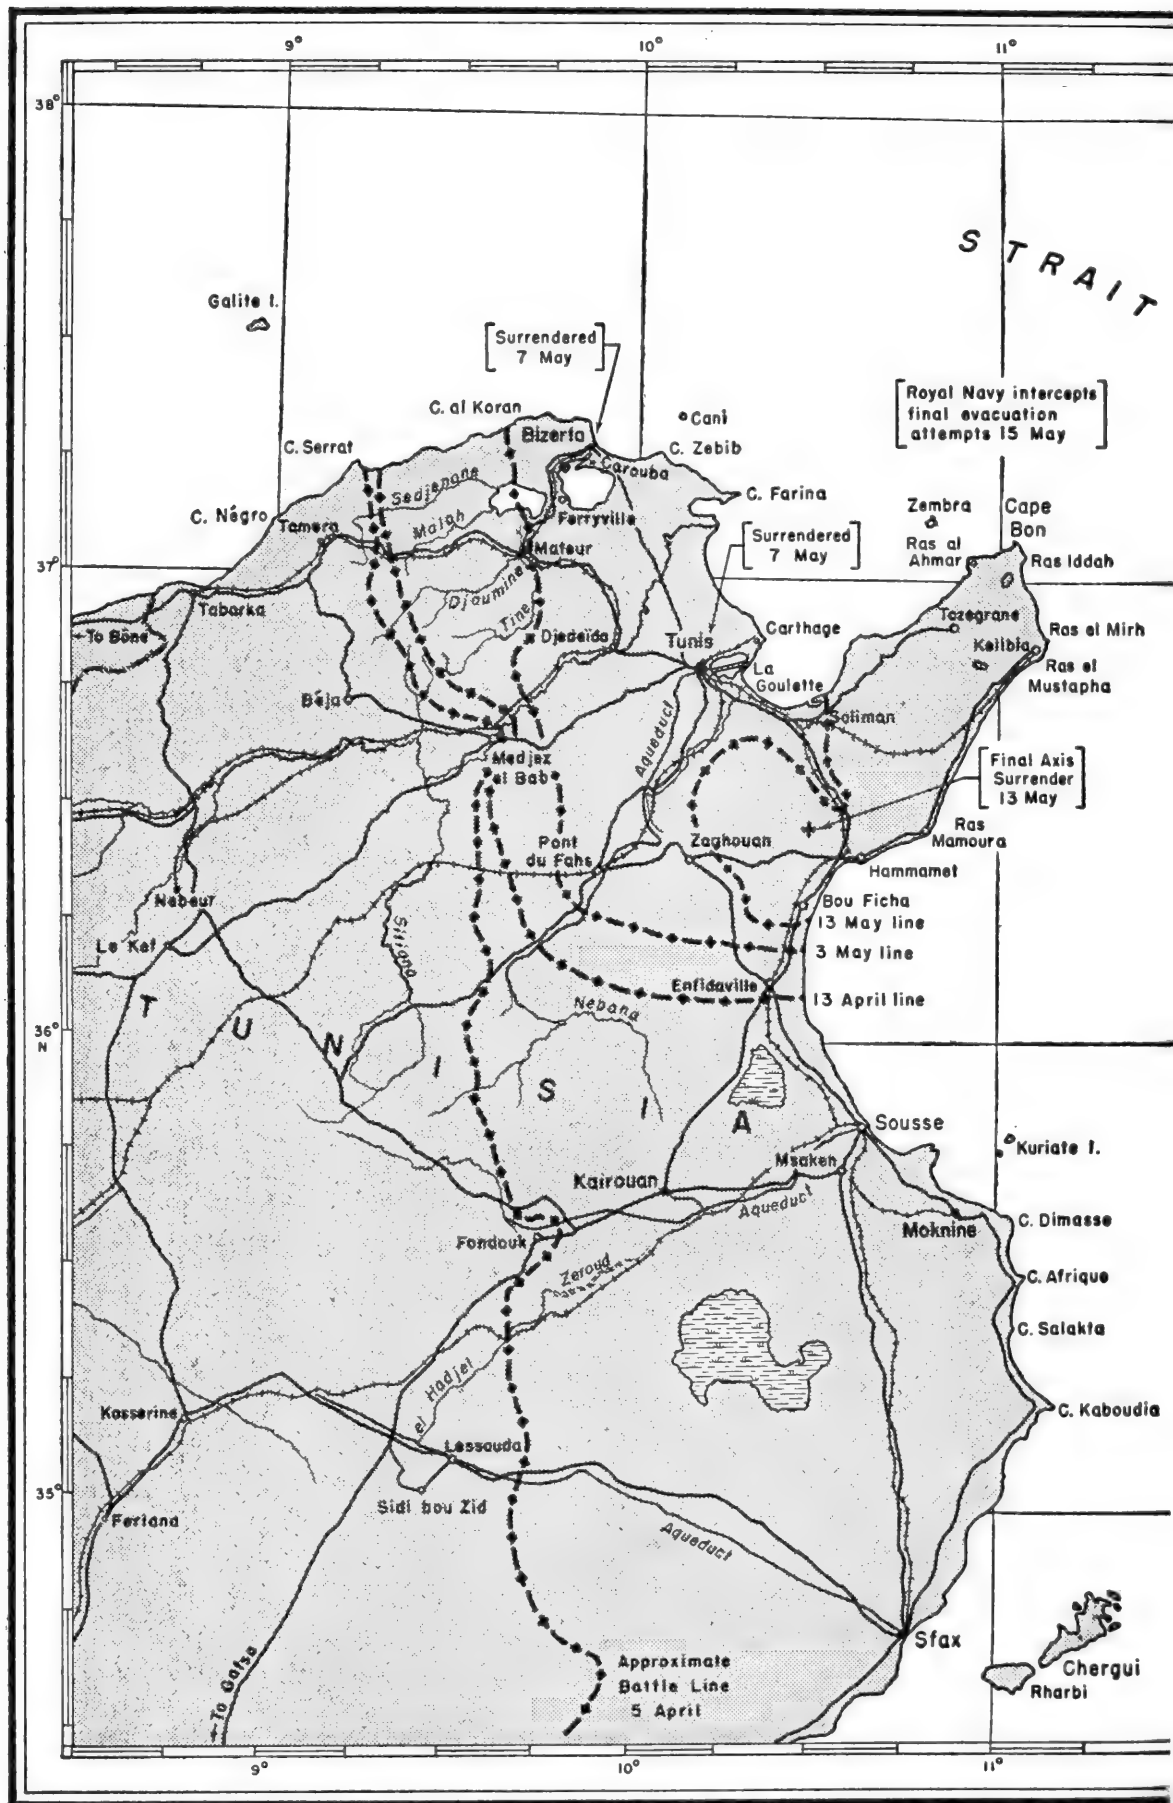 9°
10°
11°
38°
STRAIT
Galite I.
Surrendered
7 May
C. al Koran
Cani
Royal Navy intercepts
final evacuation
attempts 15 May
Bizerta
C. Serrat
C. Zebib
Carouba
Sedjenane
C. Farina
Zembra
Cape
Bon
C. Négro
Tamera
Malah
Ferryville
Surrendered
7 May
Ras al
Ahmar
Ras Iddah
Mateur
37°
Djoumine
Tabarka
Tine
Tazegrane
To Bône
Djedeïda
Tunis
Carthage
Ras el Mirh
Kelibia
La
Goulette
Ras el
Mustapha
Béja
Soliman
Aqueduct
Medjez
el Bab
Final Axis
Surrender
13 May
Ras
Mamoura
Pont
du Fahs
Zaghouan
Hammamet
Nebeur
Bou Ficha
13 May line
Le Kef
Siliana
3 May line
Enfidaville
13 April line
Nebana
36°
N
TUNISIA
Sousse
Kuriate I.
Msaken
Kairouan
Aqueduct
C. Dimasse
Moknine
Fondouk
Zeroud
C. Afrique
C. Salakta
el Hadjel
Kasserine
C. Kaboudia
Lessouda
35°
Sidi bou Zid
Feriana
Aqueduct
Sfax
To Gafsa
Approximate
Battle Line
5 April
Chergui
Rharbi
9°
10°
11°